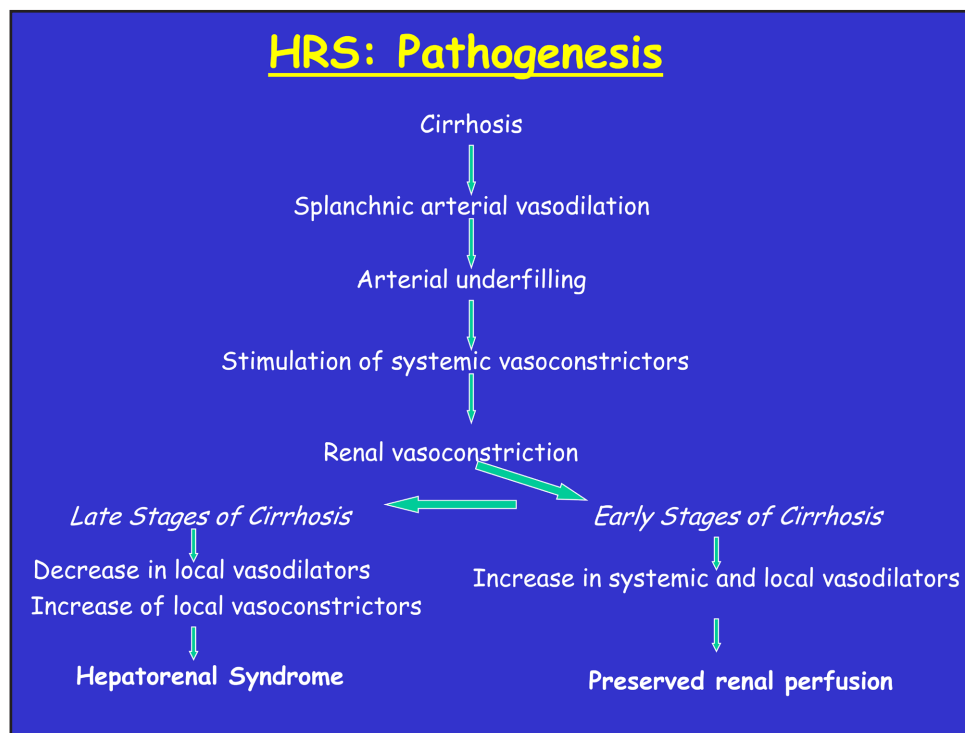 HRS: Pathogenesis
Cirrhosis
Splanchnic arterial vasodilation
Arterial underfilling
Stimulation of systemic vasoconstrictors
Renal vasoconstriction
Late Stages of Cirrhosis
Decrease in local vasodilators
Increase of local vasoconstrictors
Hepatorenal Syndrome
Early Stages of Cirrhosis
Increase in systemic and local vasodilators
Preserved renal perfusion